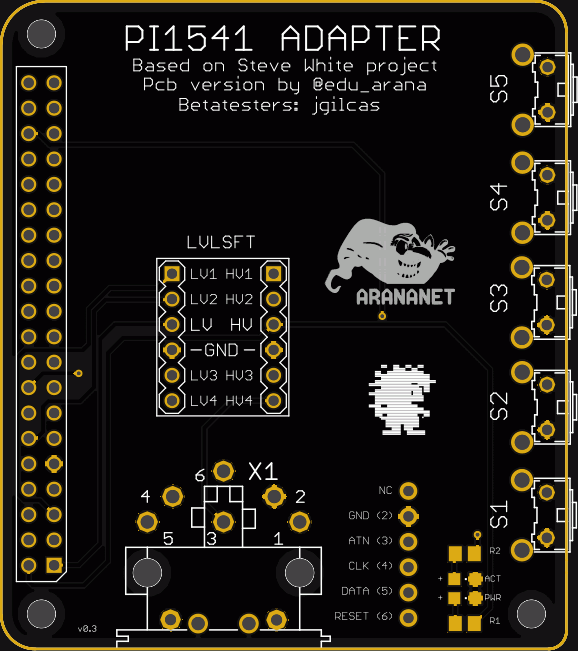 PI1541 ADAPTER
Based on Steve White project
Pcb version by @edu_arana
Betatesters: jgilcas
S5
S4
LVLSFT
ARANANET
LV1 HV1
LV2 HV2
S3
LV HV
-GND-
LV3 HV3
LV4 HV4
S2
X1
6
4
2
5 3 1
NC
GND (2)
S1
ATN (3)
R2
CLK (4)
+ ACT
DATA (5)
+ PWR
RESET (6)
R1
v0.3